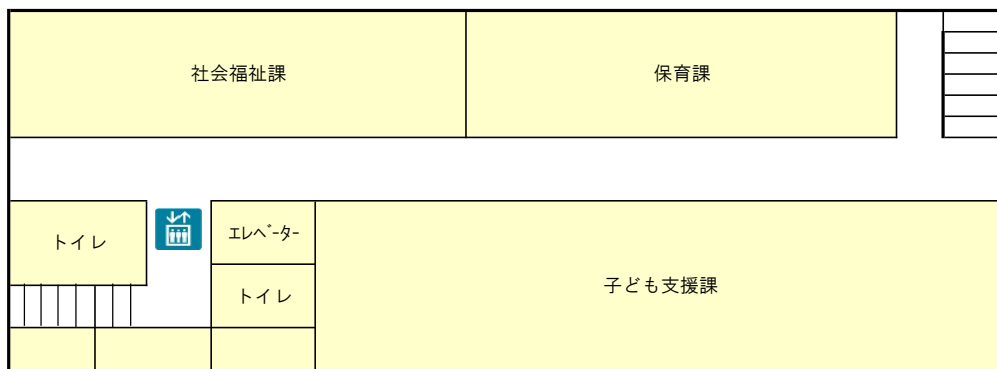 社会福祉課
保育課
トイレ
エレベーター
トイレ
子ども支援課